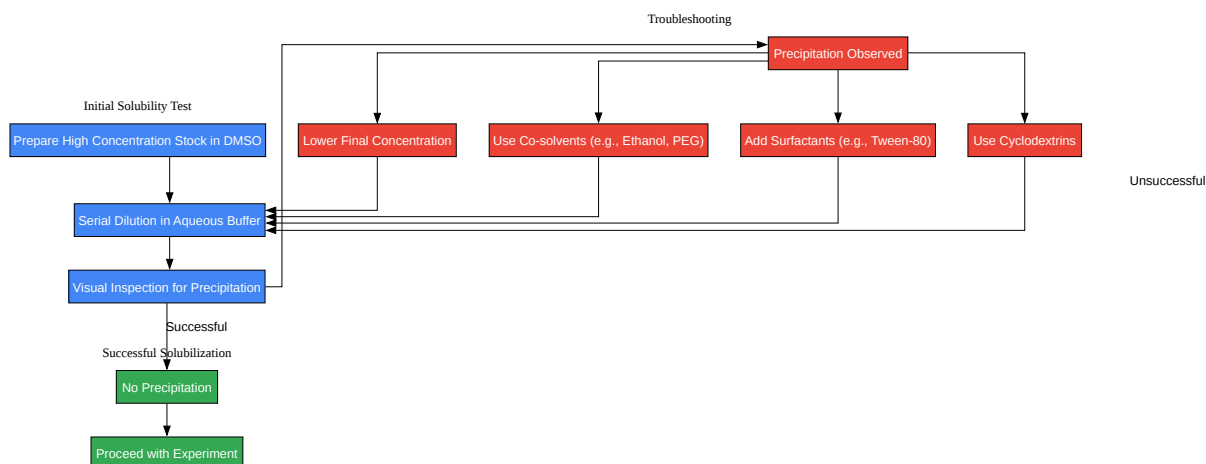 Troubleshooting
Precipitation Observed
Initial Solubility Test
Prepare High Concentration Stock in DMSO
Lower Final Concentration
Use Co-solvents (e.g., Ethanol, PEG)
Add Surfactants (e.g., Tween-80)
Use Cyclodextrins
Unsuccessful
Serial Dilution in Aqueous Buffer
Visual Inspection for Precipitation
Successful
Successful Solubilization
No Precipitation
Proceed with Experiment